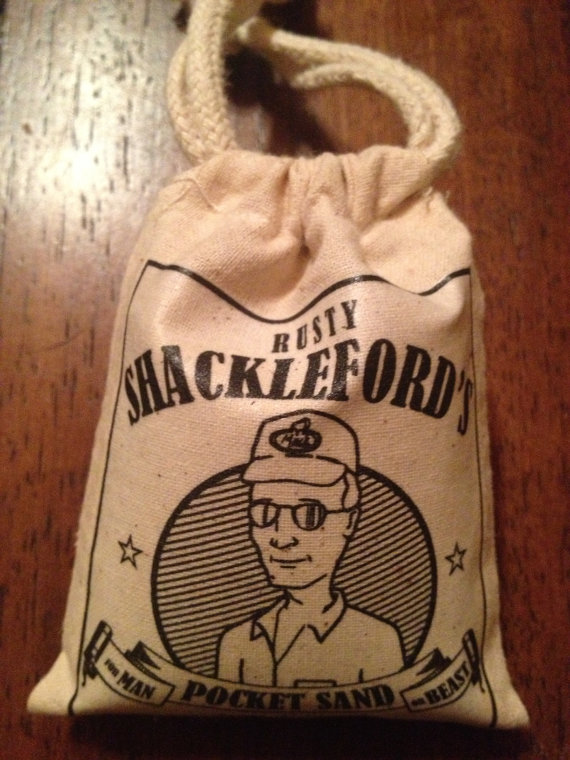 RUSTY
SHACKLEFORD'S
FOR MAN
POCKET SAND
OR BEAST